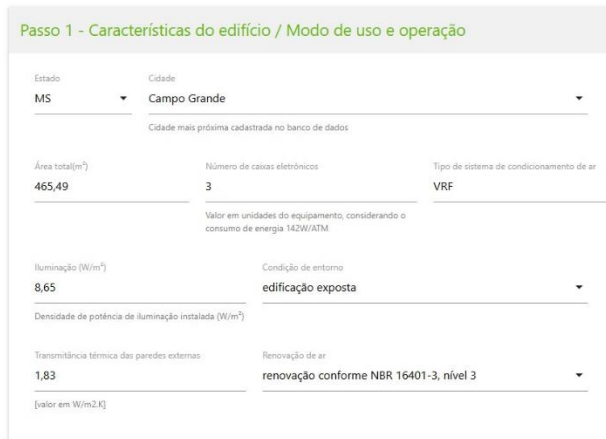 Passo 1 - Características do edifício / Modo de uso e operação
Estado
Cidade
MS
Campo Grande
Cidade mais próxima cadastrada no banco de dados
Área total(m²)
Número de caixas eletrônicos
Tipo de sistema de condicionamento de ar
465,49
3
VRF
Valor em unidades do equipamento, considerando o
consumo de energia 142W/ATM
Iluminação (W/m²)
Condição de entorno
8,65
edificação exposta
Densidade de potência de iluminação instalada (W/m²)
Transmitância térmica das paredes externas
Renovação de ar
1,83
renovação conforme NBR 16401-3, nível 3
[valor em W/m2.K]